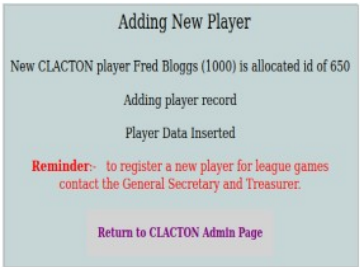 Adding New Player
New CLACTON player Fred Bloggs (1000) is allocated id of 650
Adding player record
Player Data Inserted
Reminder:- to register a new player for league games
contact the General Secretary and Treasurer.
Return to CLACTON Admin Page